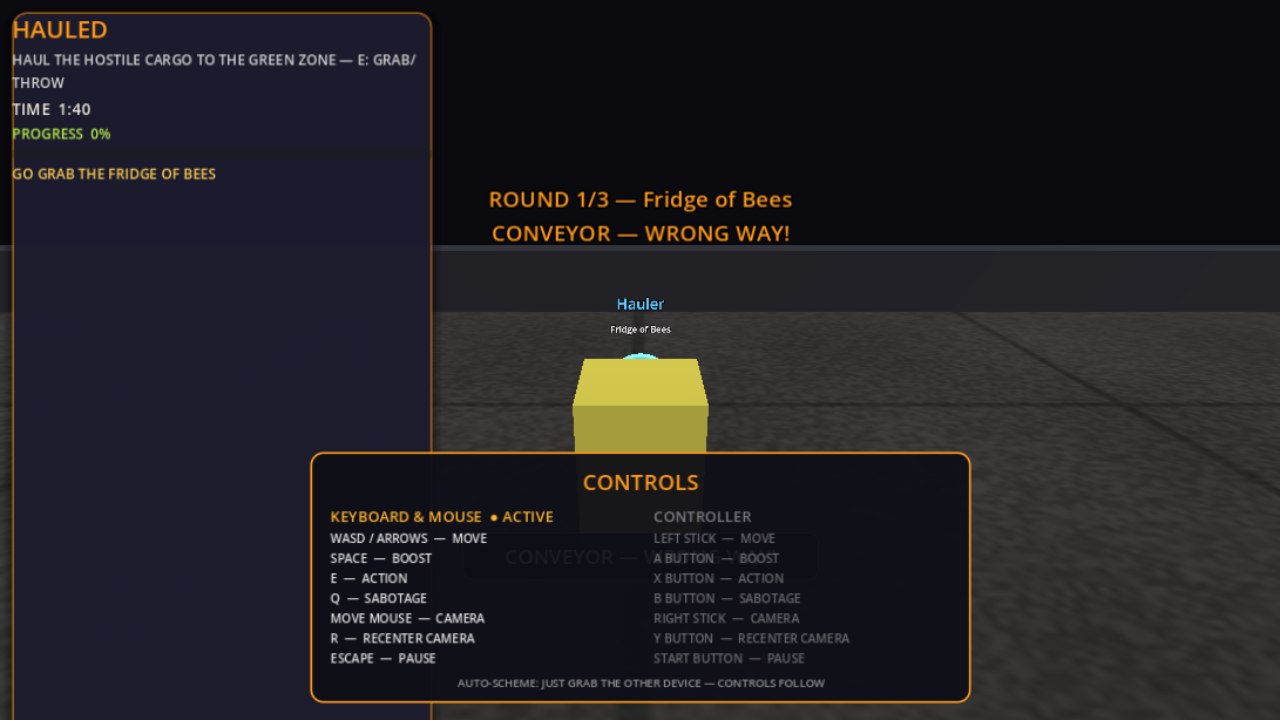 HAULED
HAUL THE HOSTILE CARGO TO THE GREEN ZONE — E: GRAB/
THROW
TIME 1:40
PROGRESS 0%
GO GRAB THE FRIDGE OF BEES
ROUND 1/3 — Fridge of Bees
CONVEYOR — WRONG WAY!
Hauler
Fridge of Bees
CONTROLS
KEYBOARD & MOUSE ● ACTIVE
WASD / ARROWS — MOVE
SPACE — BOOST
E — ACTION
Q — SABOTAGE
MOVE MOUSE — CAMERA
R — RECENTER CAMERA
ESCAPE — PAUSE
CONTROLLER
LEFT STICK — MOVE
A BUTTON — BOOST
X BUTTON — ACTION
B BUTTON — SABOTAGE
RIGHT STICK — CAMERA
Y BUTTON — RECENTER CAMERA
START BUTTON — PAUSE
CONVEYOR — WRONG WAY!
AUTO-SCHEME: JUST GRAB THE OTHER DEVICE — CONTROLS FOLLOW